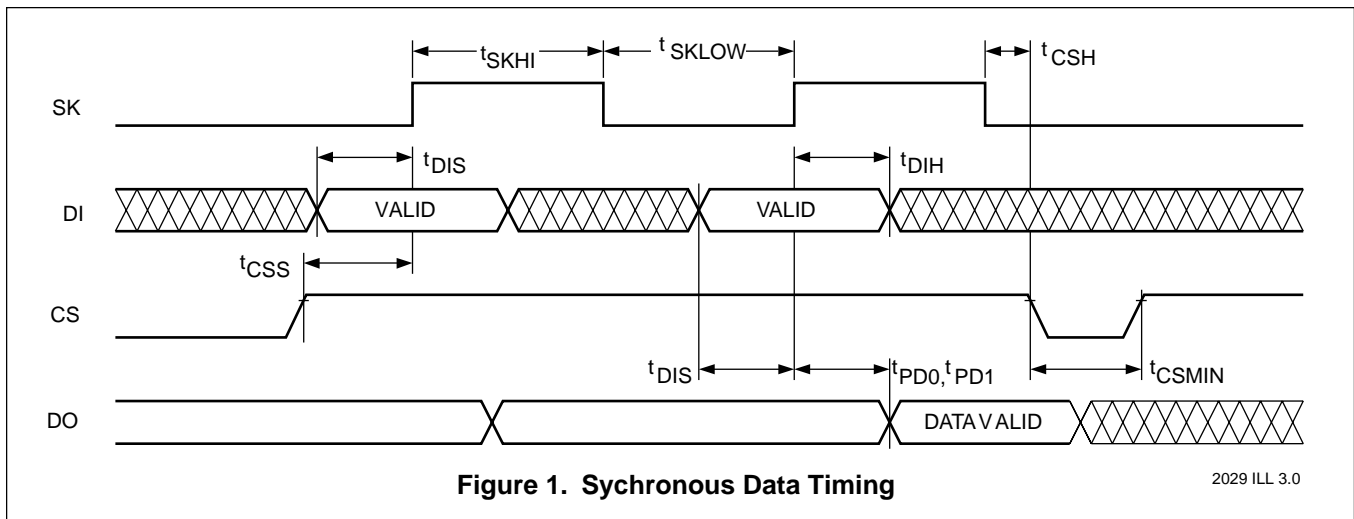 tSKHI
tSKLOW
tCSH
SK
tDIS
tDIH
DI
VALID
VALID
tCSS
CS
tDIS
tPD0,tPD1
tCSMIN
DO
DATA VALID
Figure 1. Sychronous Data Timing
2029 ILL 3.0